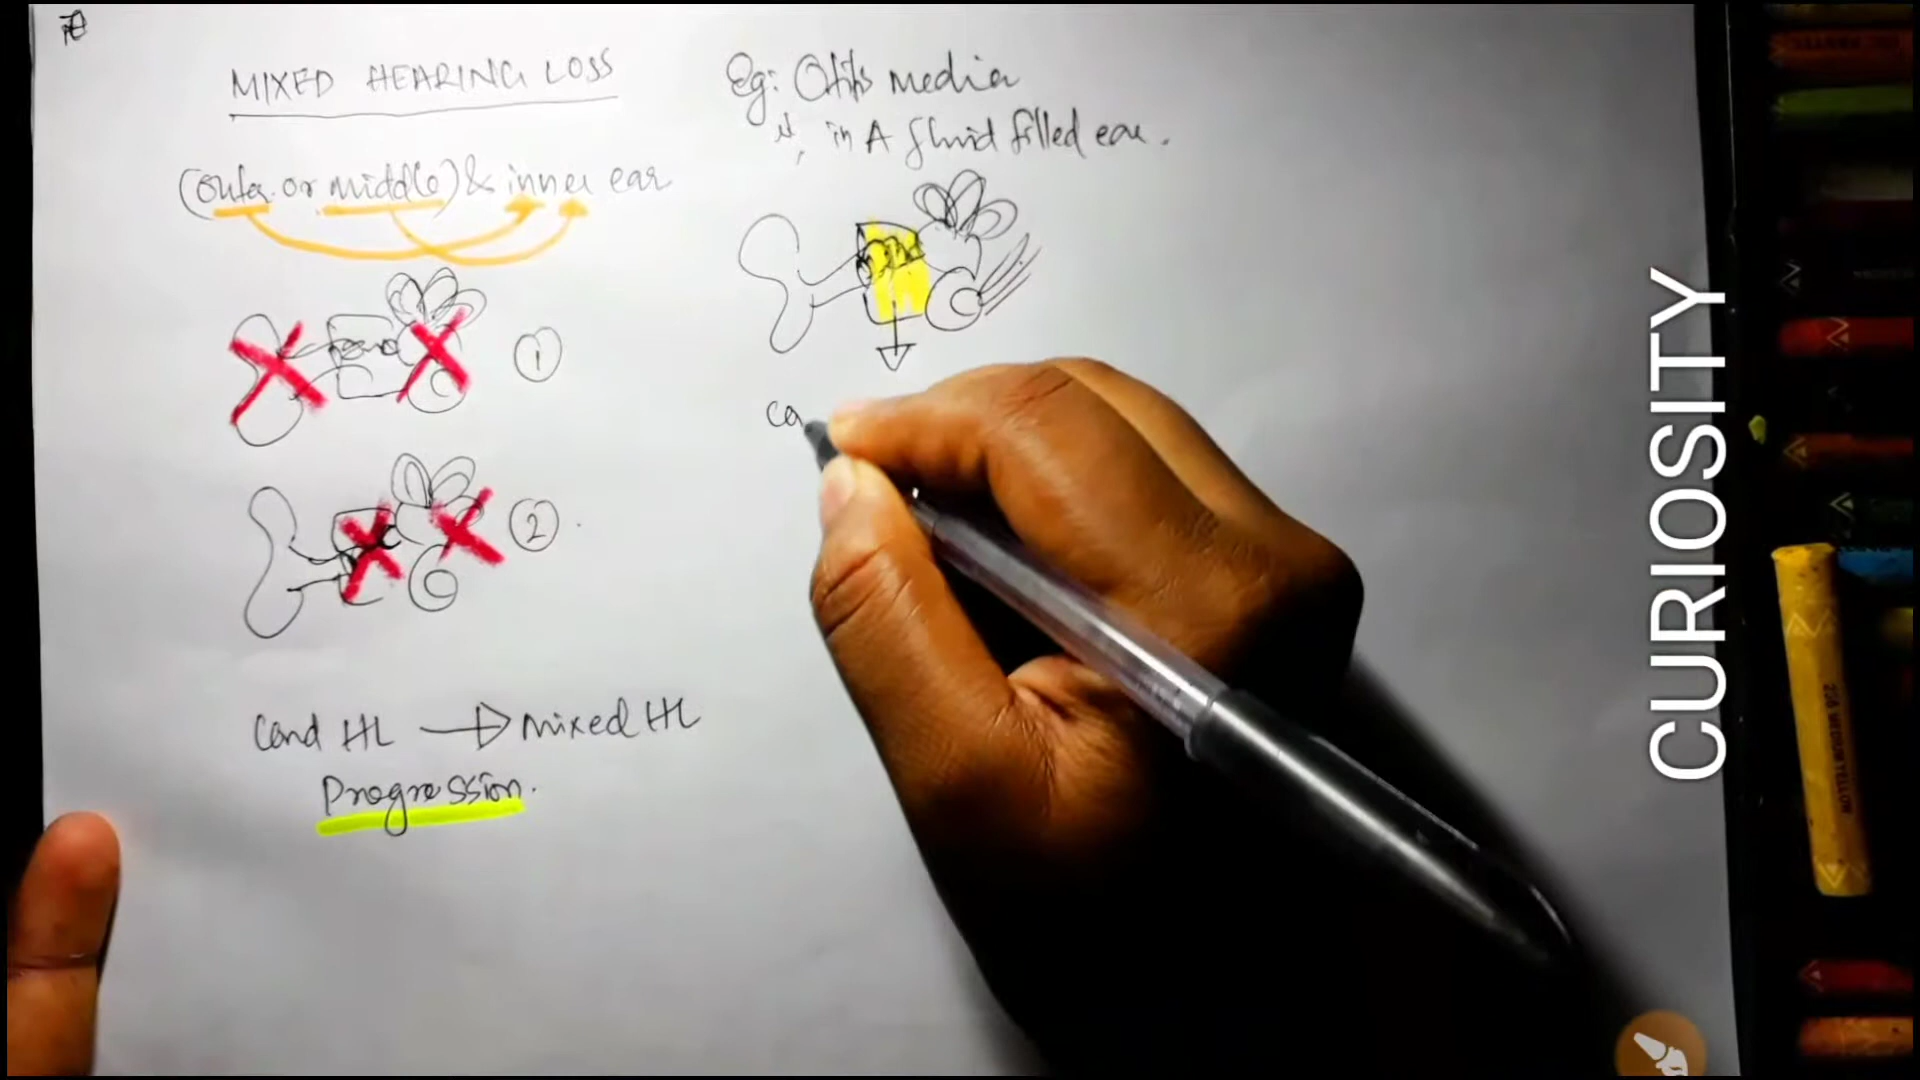 MIXED HEARING LOSS
(outer or middle) & inner ear
1
2
Cond HL → mixed HL
Progression.
Eg: Otitis media
in A fluid filled ear.
ca
CURIOSITY